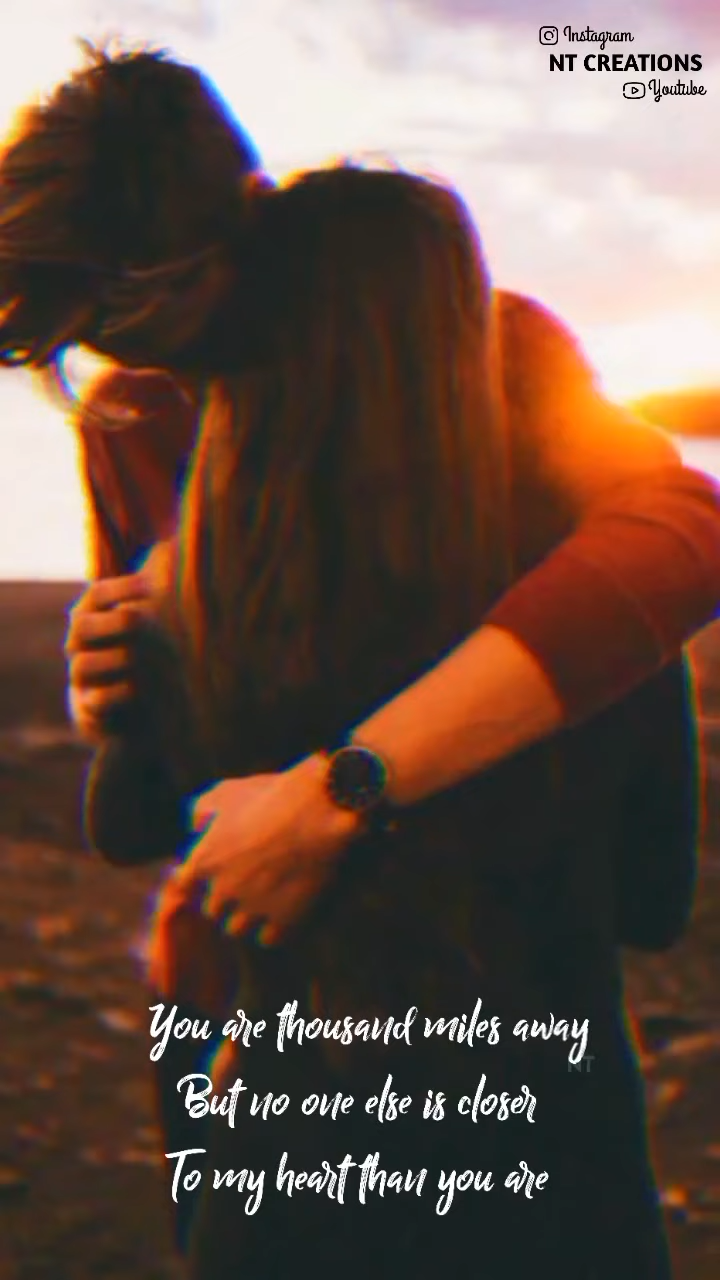 Instagram
NT CREATIONS
Youtube
You are thousand miles away
NT
But no one else is closer
To my heart than you are